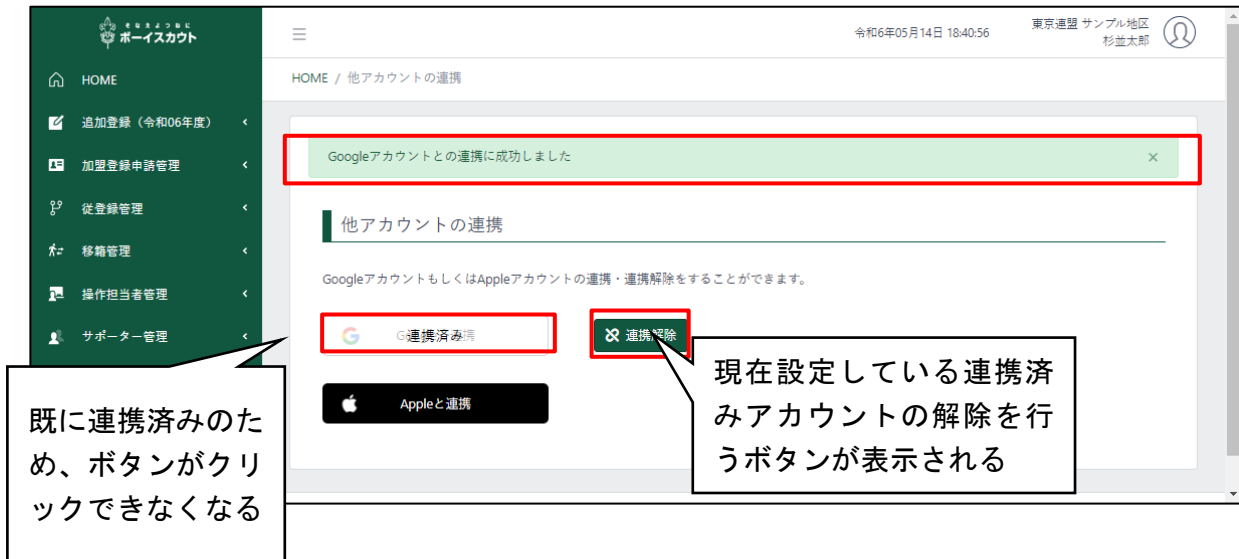 そなえよつねに
ボーイスカウト
令和6年05月14日 18:40:56
東京連盟 サンプル地区
杉並太郎
HOME
HOME / 他アカウントの連携
追加登録（令和06年度）
Googleアカウントとの連携に成功しました
加盟登録申請管理
従登録管理
他アカウントの連携
移籍管理
GoogleアカウントもしくはAppleアカウントの連携・連携解除をすることができます。
操作担当者管理
サポーター管理
連携済み
連携解除
Appleと連携
既に連携済みのた
め、ボタンがクリ
ックできなくなる
現在設定している連携済
みアカウントの解除を行
うボタンが表示される